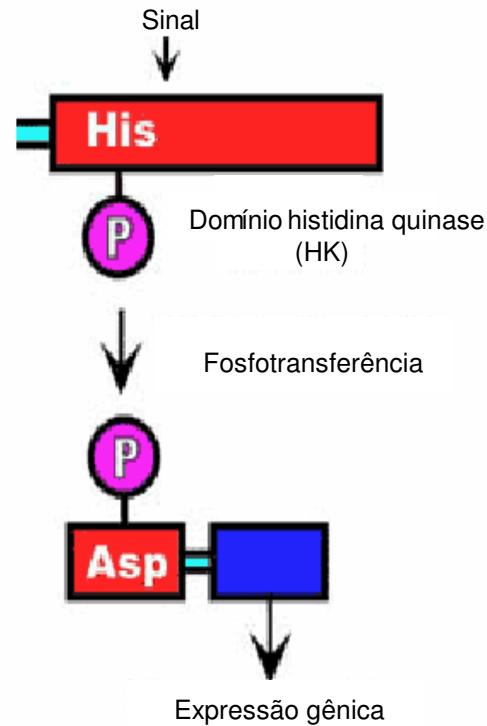 Sinal
His
P
Domínio histidina quinase
(HK)
Fosfotransferência
P
Asp
Expressão gênica